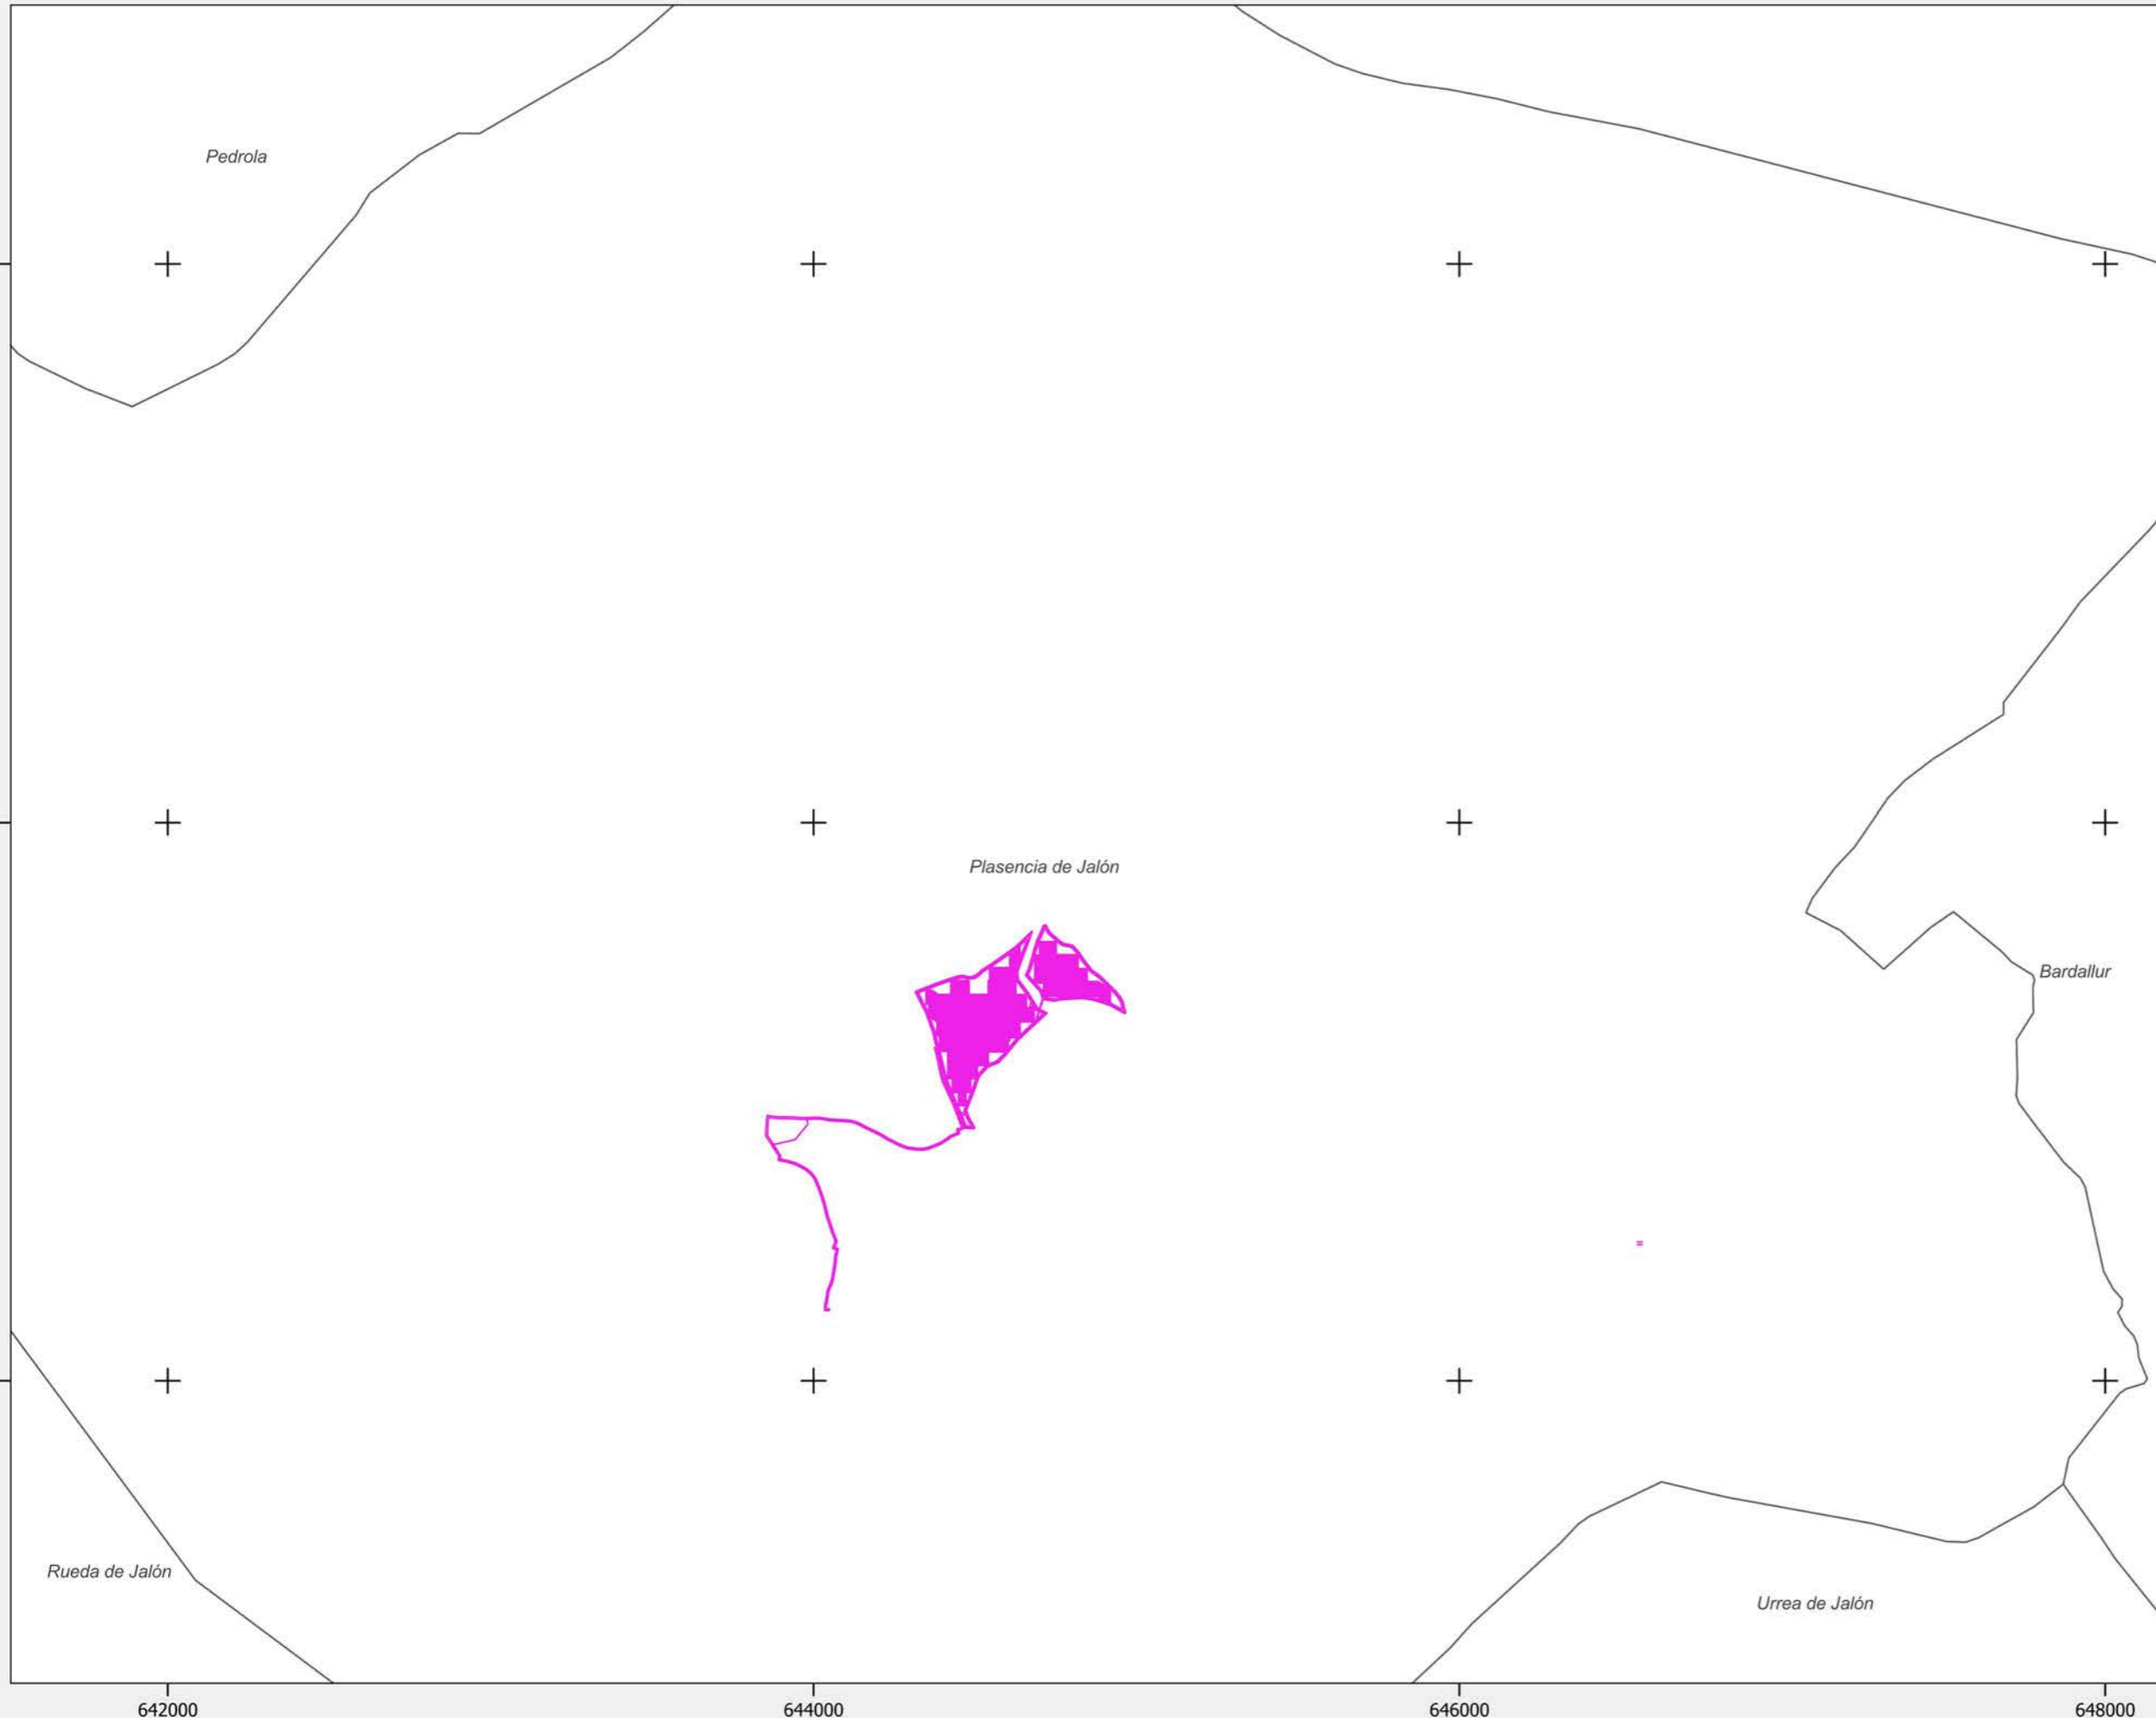 Pedrola
Plasencia de Jalón
Bardallur
Rueda de Jalón
Urrea de Jalón
642000
644000
646000
648000